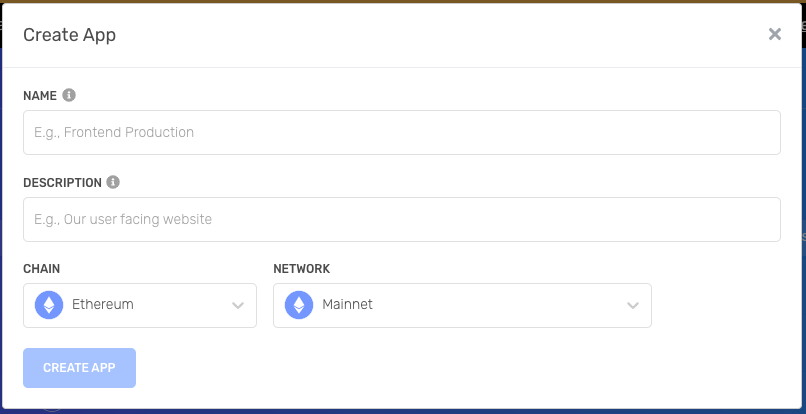 Create App
NAME
E.g., Frontend Production
DESCRIPTION
E.g., Our user facing website
CHAIN
NETWORK
Ethereum
Mainnet
CREATE APP